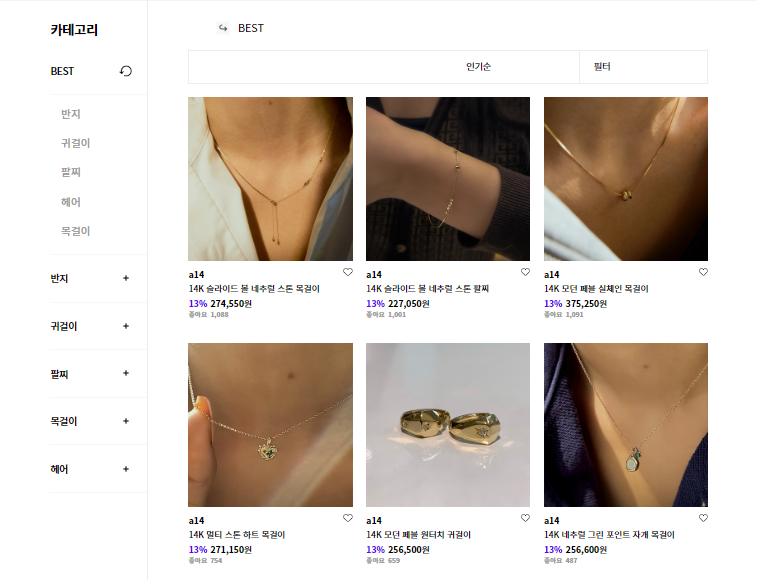 카테고리
BEST
반지
귀걸이
팔찌
헤어
목걸이
반지 +
귀걸이 +
팔찌 +
목걸이 +
헤어 +
BEST
인기순 필터
a14
14K 슬라이드 볼 네추럴 스톤 목걸이
13% 274,550원
좋아요 1,088
a14
14K 슬라이드 볼 네추럴 스톤 팔찌
13% 227,050원
좋아요 1,001
a14
14K 모던 페블 실체인 목걸이
13% 375,250원
좋아요 1,091
a14
14K 멀티 스톤 하트 목걸이
13% 271,150원
좋아요 754
a14
14K 모던 페블 원터치 귀걸이
13% 256,500원
좋아요 659
a14
14K 네추럴 그린 포인트 자개 목걸이
13% 256,600원
좋아요 487